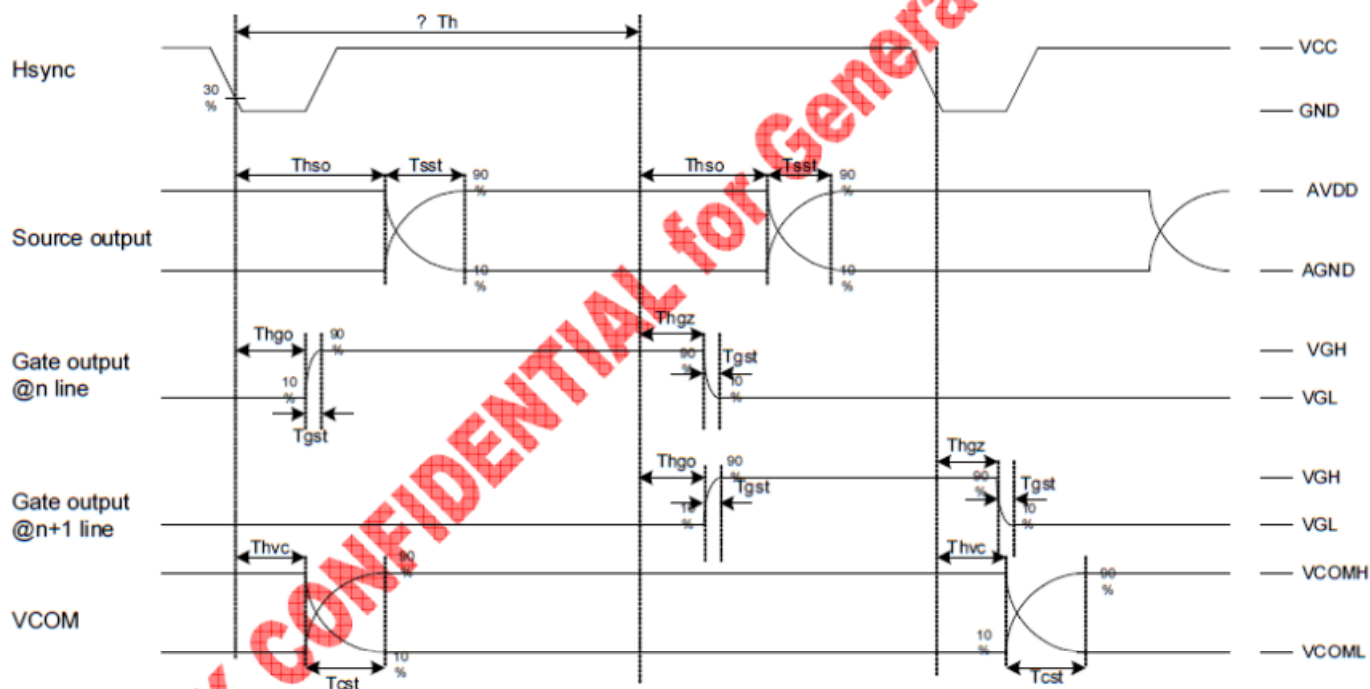 ? Th
Hsync
30
%
VCC
GND
Thso
Tsst
90
%
Thso
Tsst
90
%
AVDD
Source output
10
%
10
%
AGND
Thgo
90
%
Thgz
90
%
Tgst
VGH
Gate output
@n line
10
%
10
%
VGL
Tgst
Thgo
90
%
Tgst
Thgz
90
%
Tgst
VGH
Gate output
@n+1 line
10
%
10
%
VGL
Thvc
90
%
Thvc
90
%
VCOMH
VCOM
10
%
10
%
VCOML
Tcst
Tcst
CONFIDENTIAL for